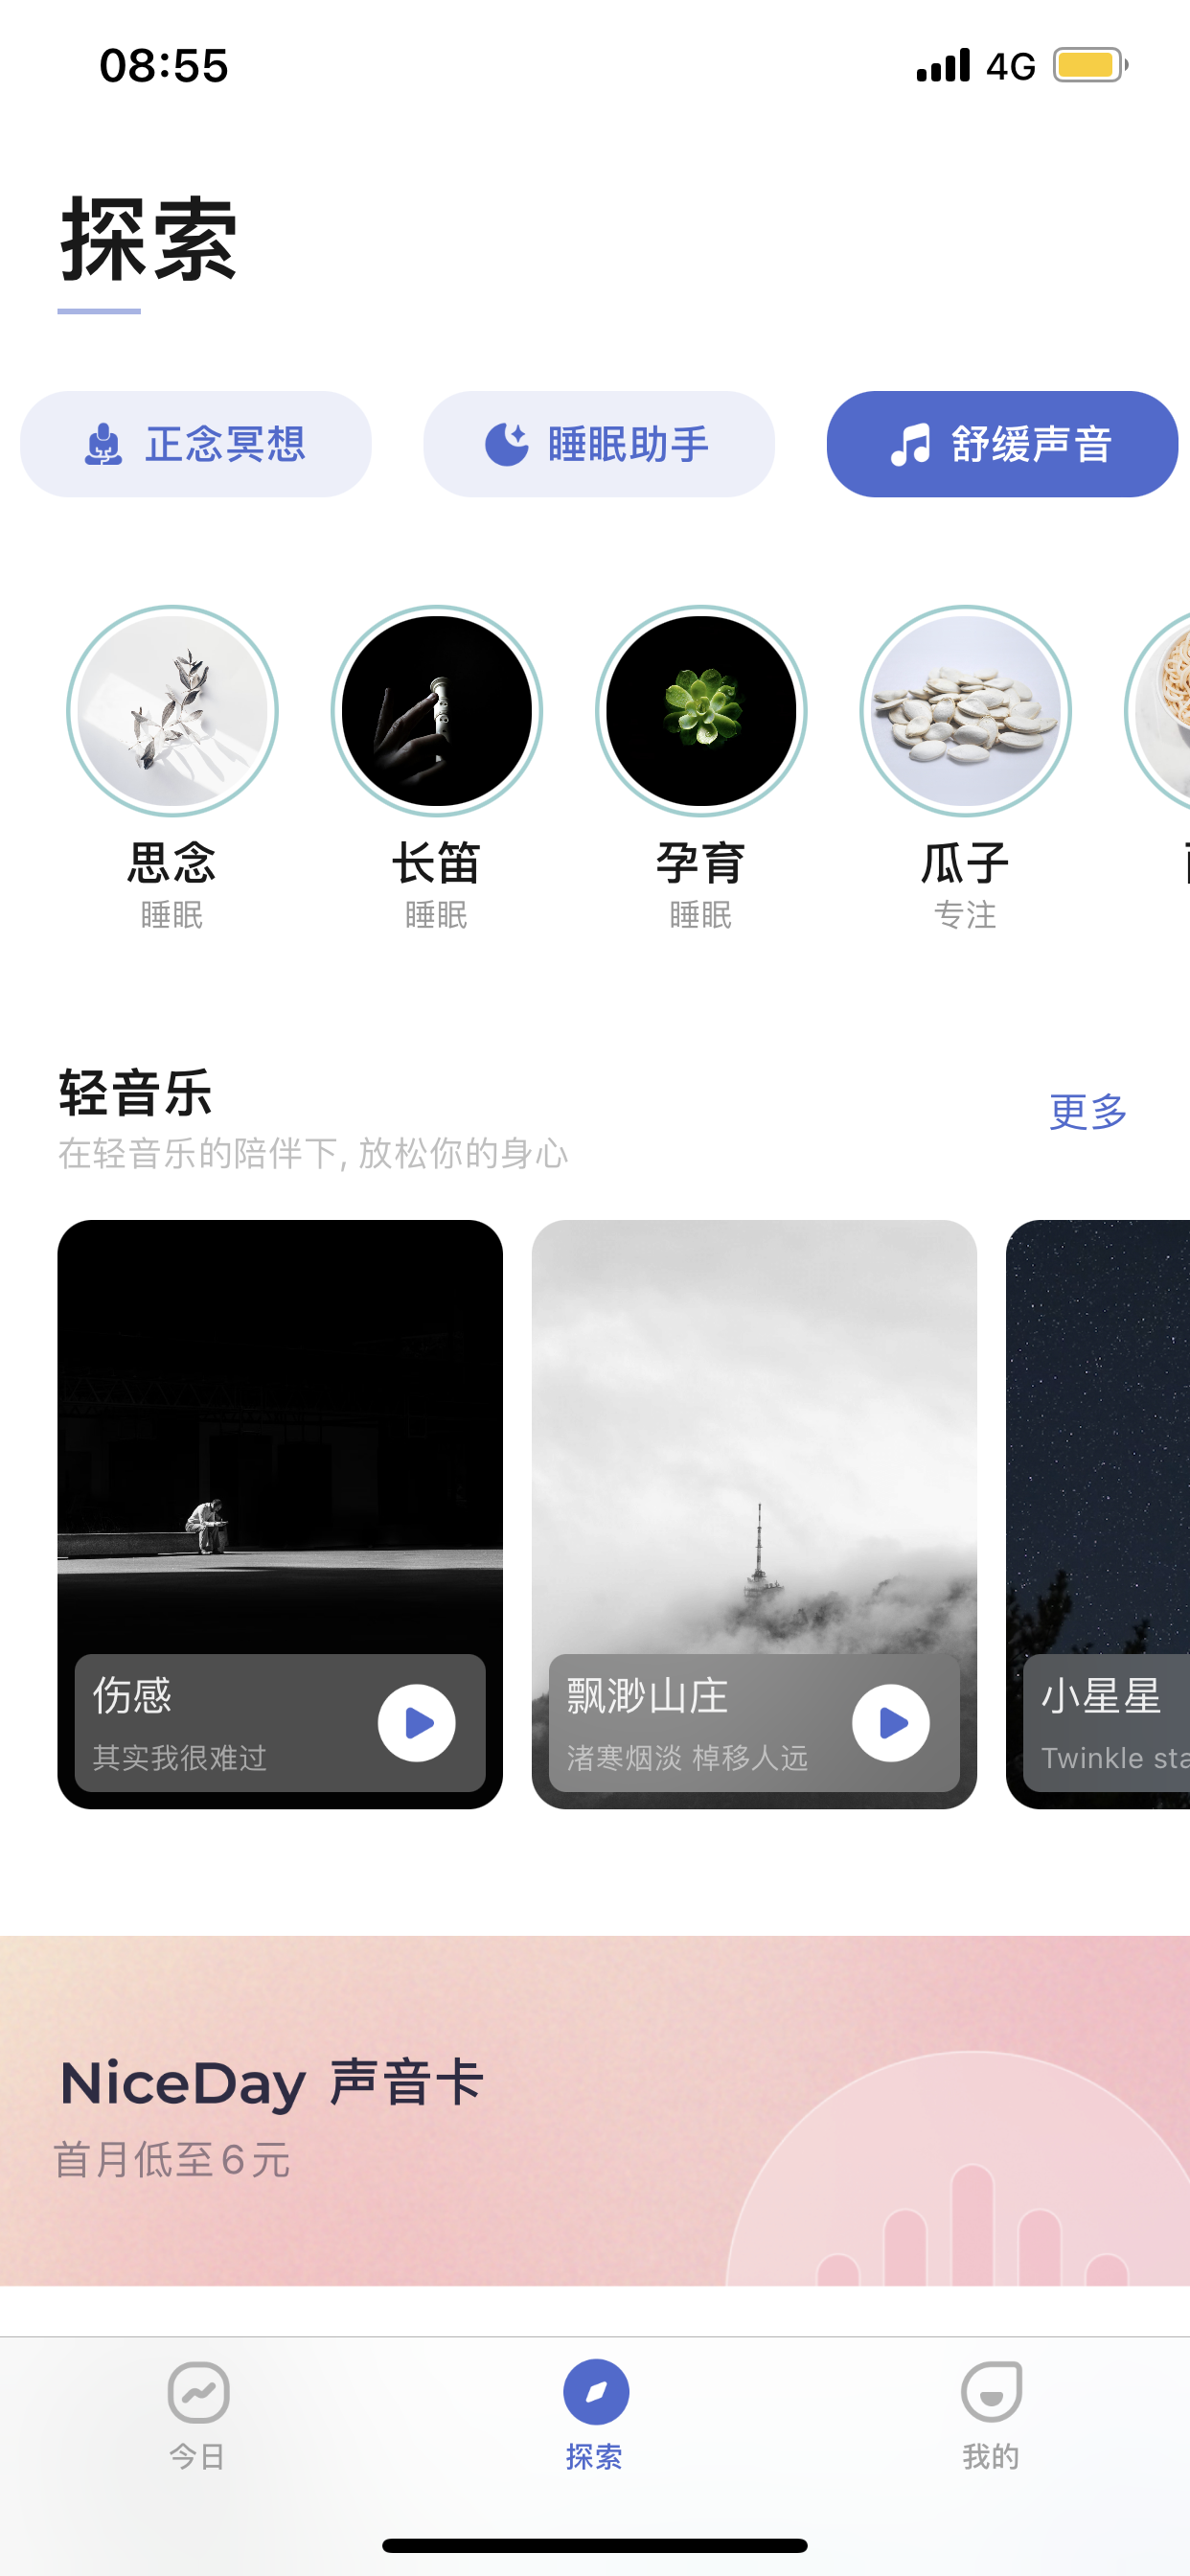 08:55 4G
探索
正念冥想 睡眠助手 舒缓声音
思念 长笛 孕育 瓜子
睡眠 睡眠 睡眠 专注
轻音乐
更多
在轻音乐的陪伴下, 放松你的身心
伤感 飘渺山庄 小星星
其实我很难过 渚寒烟淡 棹移人远 Twinkle sta
NiceDay 声音卡
首月低至6元
今日 探索 我的